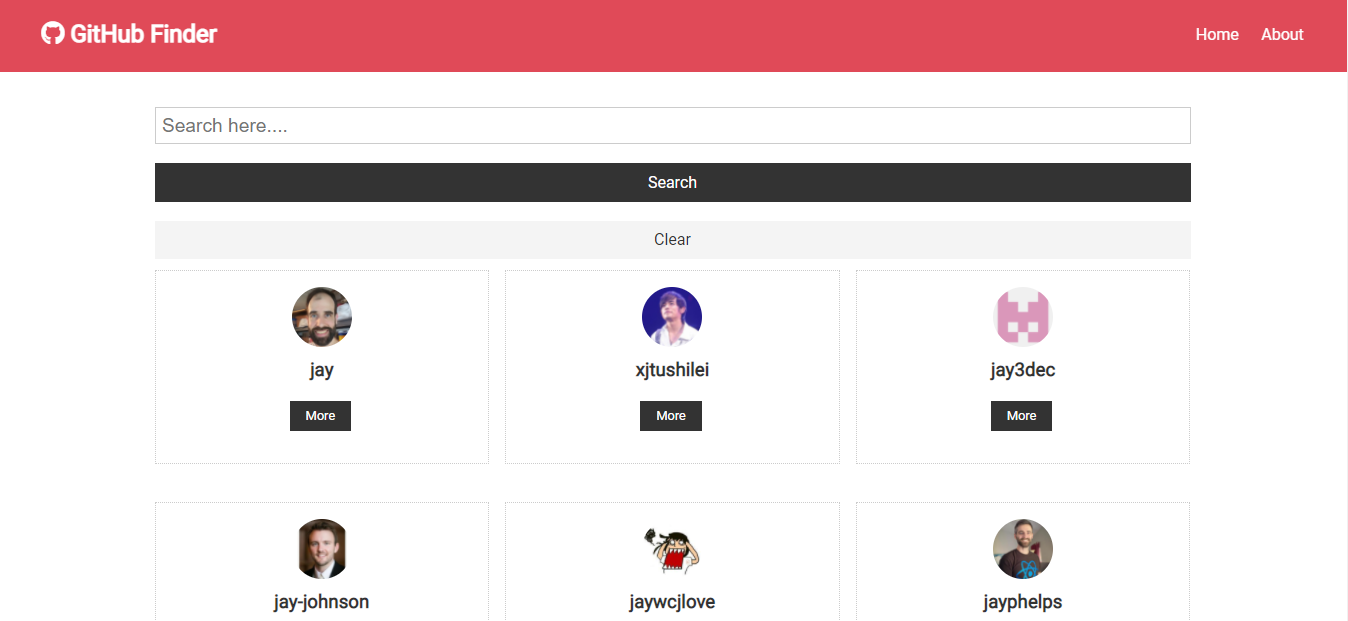 GitHub Finder
Home About
Search here....
Search
Clear
jay xjtushilei jay3dec
More More More
jay-johnson jaywcjlove jayphelps